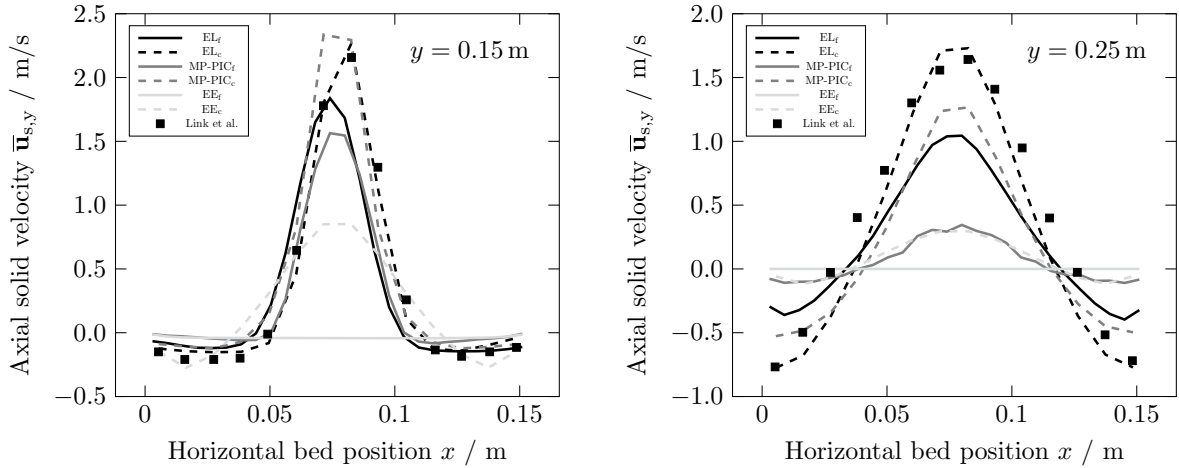 2.5
2.0
1.5
1.0
0.5
0.0
−0.5
Axial solid velocity u̅s,y / m/s
EL_f
EL_c
MP-PIC_f
MP-PIC_c
EE_f
EE_c
Link et al.
y = 0.15 m
0 0.05 0.1 0.15
Horizontal bed position x / m
2.0
1.5
1.0
0.5
0.0
−0.5
−1.0
Axial solid velocity u̅s,y / m/s
EL_f
EL_c
MP-PIC_f
MP-PIC_c
EE_f
EE_c
Link et al.
y = 0.25 m
0 0.05 0.1 0.15
Horizontal bed position x / m